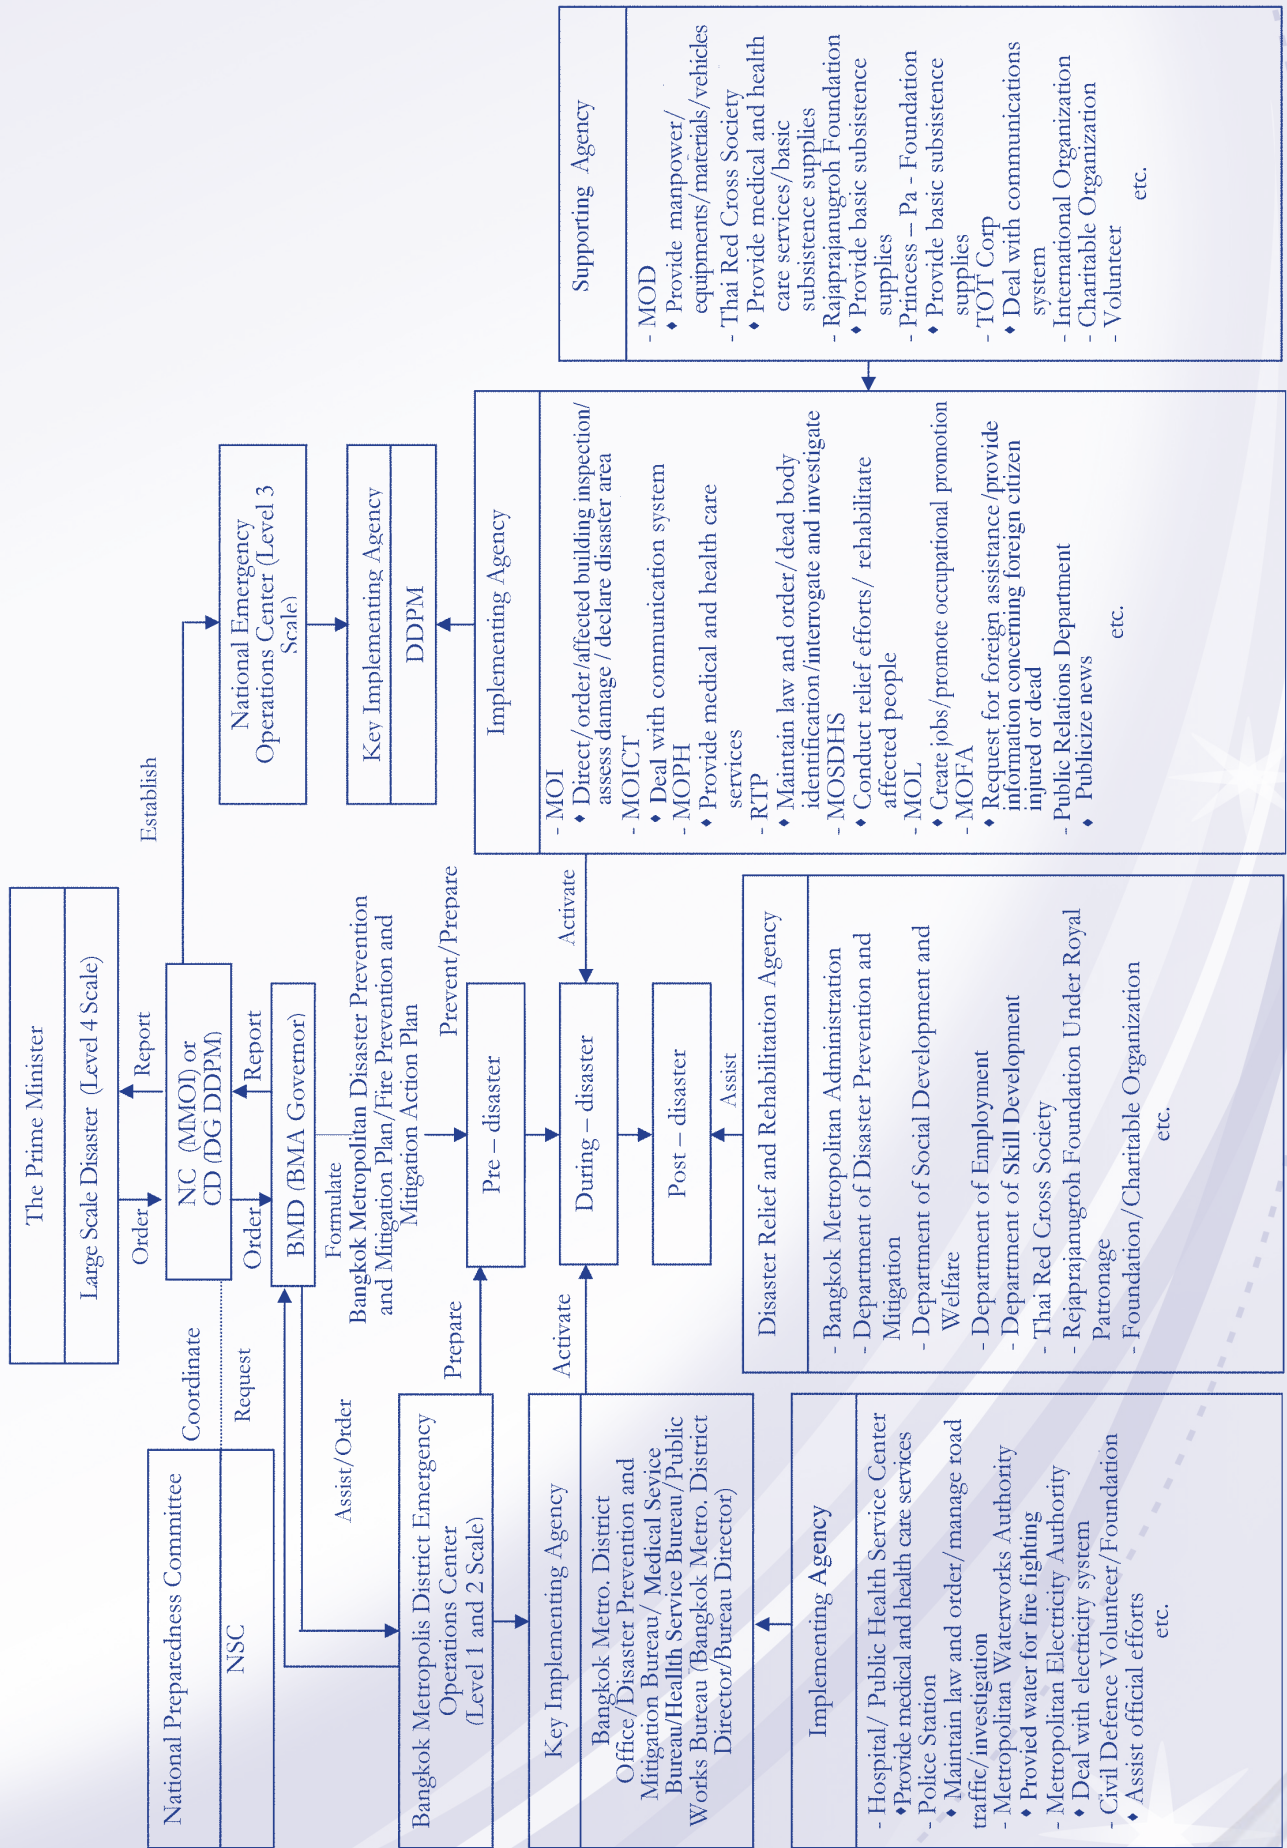 The Prime Minister
Large Scale Disaster (Level 4 Scale)
Order
Report
National Preparedness Committee
NSC
Coordinate
Request
NC (MMOI) or
CD (DG DDPM)
Establish
Order
Report
BMD (BMA Governor)
National Emergency
Operations Center (Level 3
Scale)
Assist/Order
Formulate
Bangkok Metropolitan Disaster Prevention
and Mitigation Plan/Fire Prevention and
Mitigation Action Plan
Key Implementing Agency
DDPM
Bangkok Metropolis District Emergency
Operations Center
(Level 1 and 2 Scale)
Prepare
Prevent/Prepare
Pre – disaster
Key Implementing Agency
Bangkok Metro. District
Office/Disaster Prevention and
Mitigation Bureau/ Medical Sevice
Bureau/Heallth Service Bureau/Public
Works Bureau (Bangkok Metro. District
Director/Bureau Director)
Activate
During – disaster
Activate
Post – disaster
Assist
Implementing Agency
- MOI
♦ Direct/order/affected building inspection/
assess damage / declare disaster area
- MOICT
♦ Deal with communication system
- MOPH
♦ Provide medical and health care
services
- RTP
♦ Maintain law and order/dead body
identification/interrogate and investigate
- MOSDHS
♦ Conduct relief efforts/ rehabilitate
affected people
- MOL
♦ Create jobs/promote occupational promotion
- MOFA
♦ Request for foreign assistance/provide
information concerning foreign citizen
injured or dead
- Public Relations Department
♦ Publicize news
etc.
Supporting Agency
- MOD
♦ Provide manpower/
equipments/materials/vehicles
- Thai Red Cross Society
♦ Provide medical and health
care services/basic
subsistence supplies
- Rajaprajanugroh Foundation
♦ Provide basic subsistence
supplies
- Princess – Pa - Foundation
♦ Provide basic subsistence
supplies
- TOT Corp
♦ Deal with communications
system
- International Organization
- Charitable Organization
- Volunteer
etc.
Implementing Agency
- Hospital/ Public Health Service Center
♦Provide medical and health care services
- Police Station
♦ Maintain law and order/manage road
traffic/investigation
- Metropolitan Waterworks Authority
♦ Provied water for fire fighting
- Metropolitan Electricity Authority
♦ Deal with electricity system
- Civil Defence Volunteer/Foundation
♦ Assist official efforts
etc.
Disaster Relief and Rehabilitation Agency
- Bangkok Metropolitan Administration
- Department of Disaster Prevention and
Mitigation
- Department of Social Development and
Welfare
- Department of Employment
- Department of Skill Development
- Thai Red Cross Society
- Rejaprajanugroh Foundation Under Royal
Patronage
- Foundation/Charitable Organization
etc.